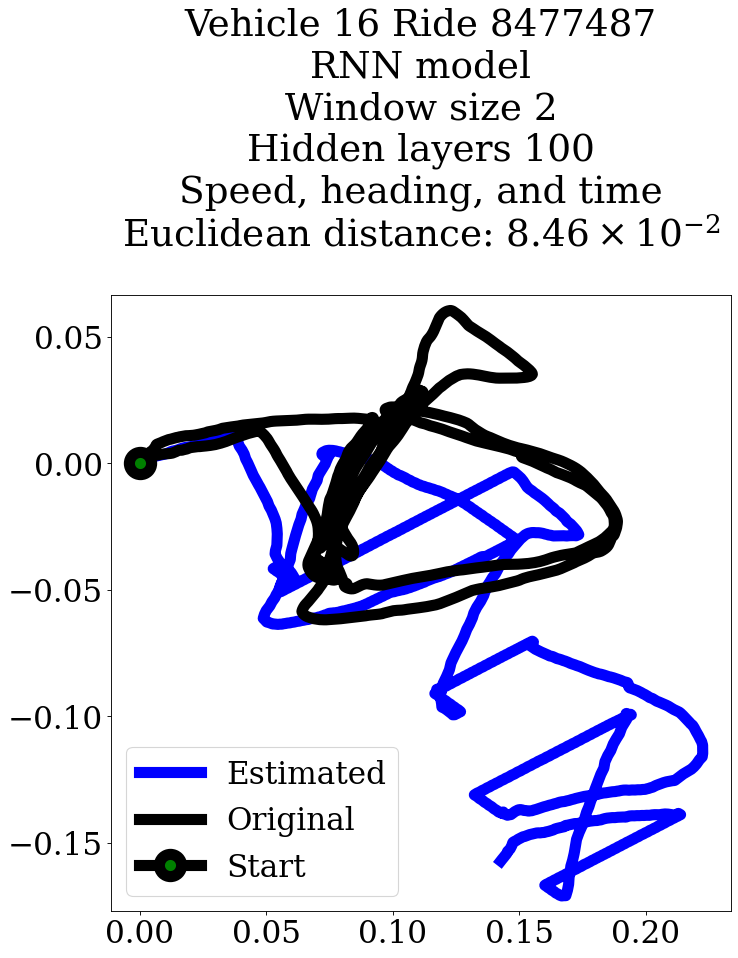 Vehicle 16 Ride 8477487
RNN model
Window size 2
Hidden layers 100
Speed, heading, and time
Euclidean distance: 8.46 × 10⁻²
0.05
0.00
−0.05
−0.10
−0.15
Estimated
Original
Start
0.00 0.05 0.10 0.15 0.20